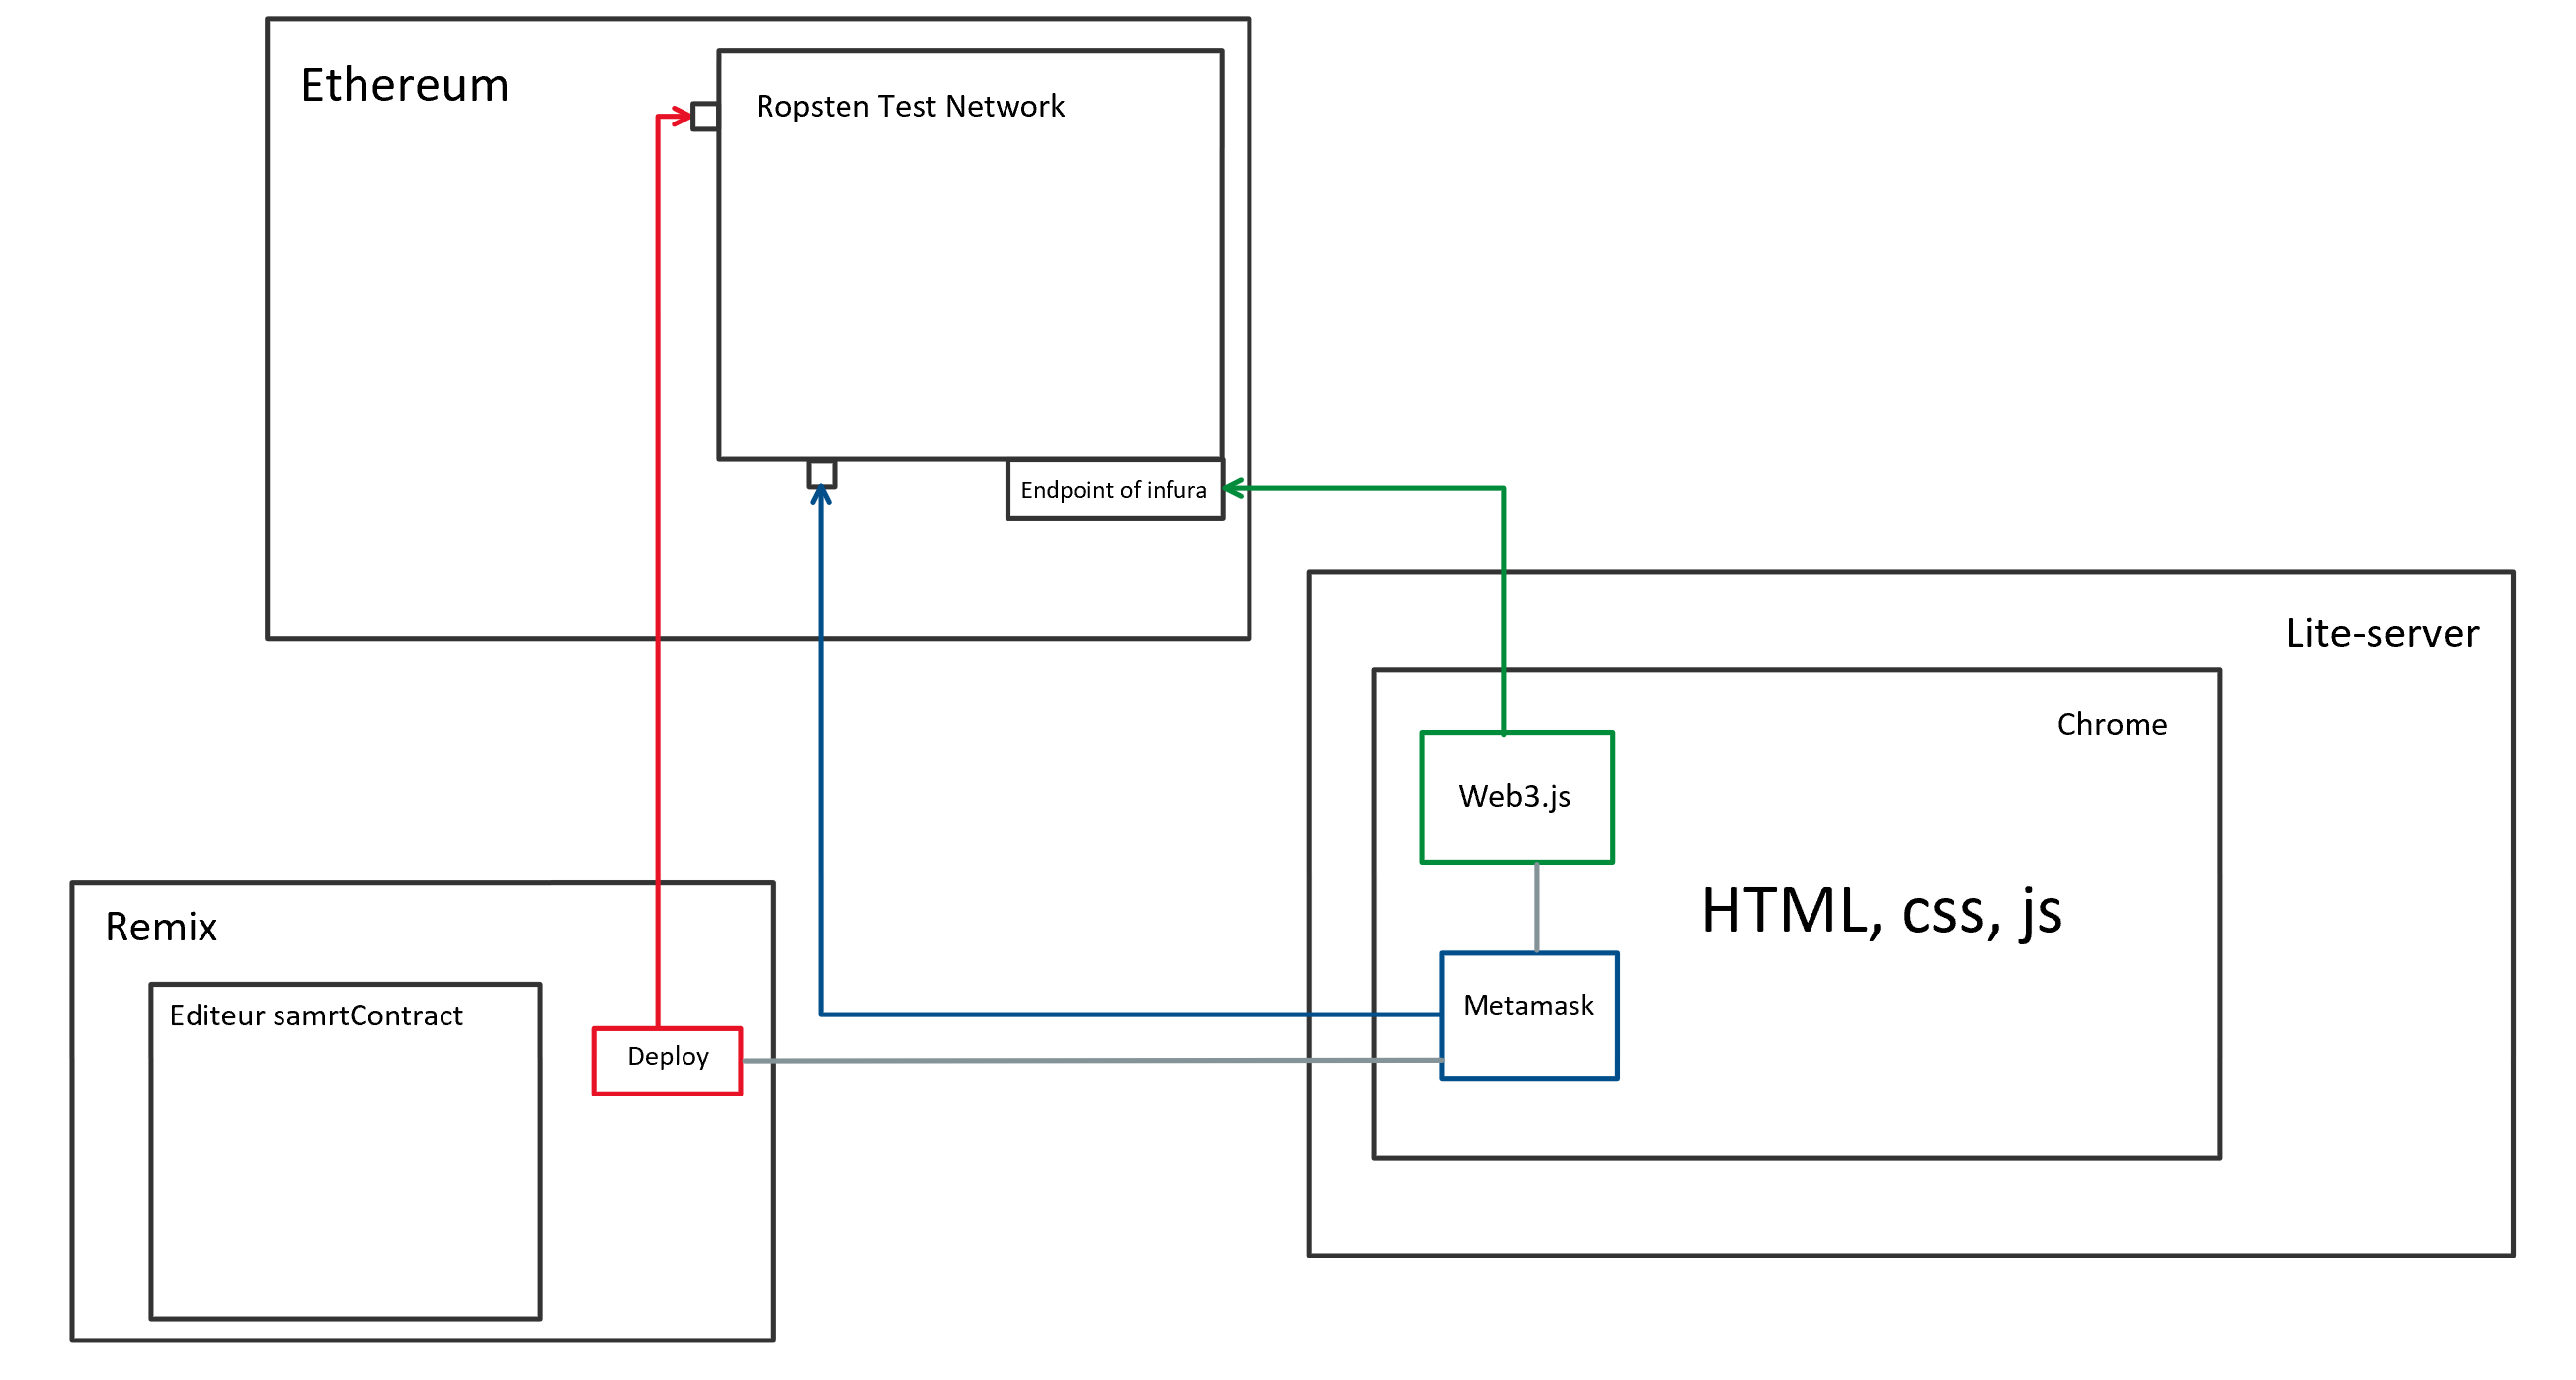 Ethereum
Ropsten Test Network
Endpoint of infura
Lite-server
Chrome
Web3.js
HTML, css, js
Metamask
Remix
Editeur samrtContract
Deploy